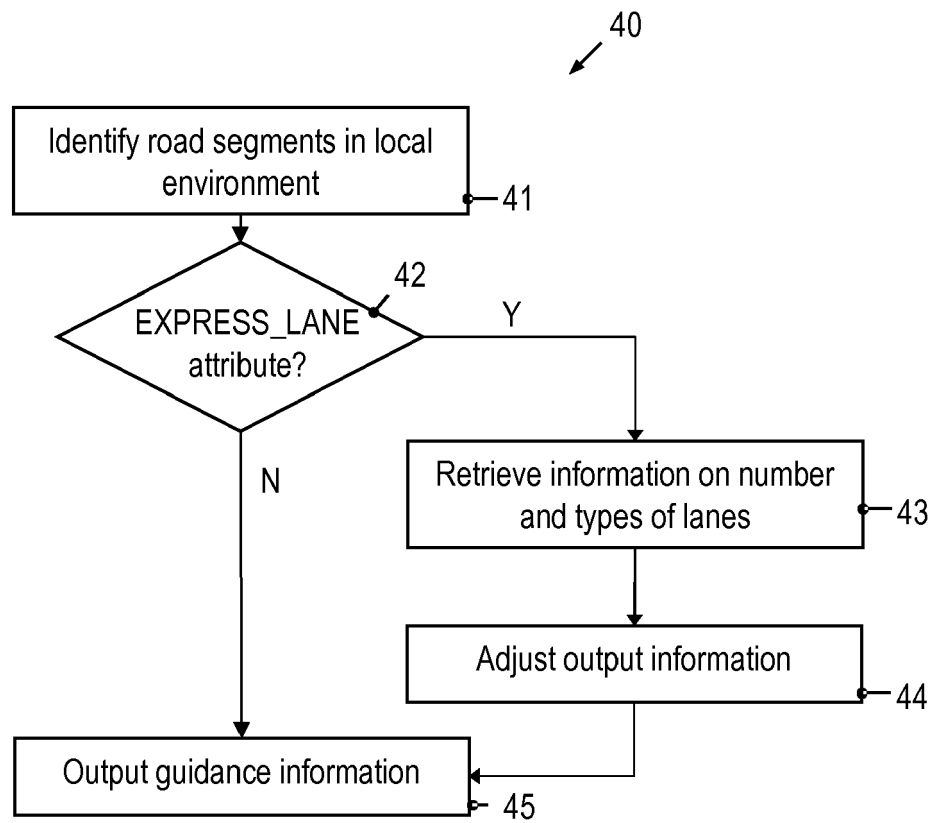 40
Identify road segments in local
environment
41
42
EXPRESS_LANE
attribute?
Y
N
Retrieve information on number
and types of lanes
43
Adjust output information
44
Output guidance information
45